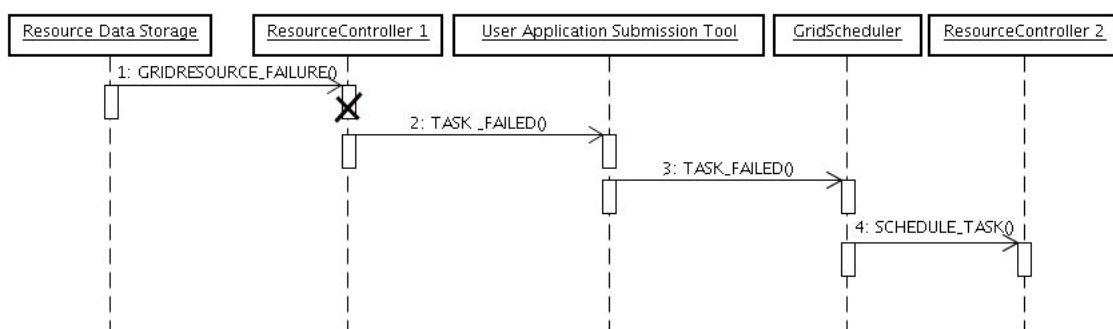 Resource Data Storage
ResourceController 1
User Application Submission Tool
GridScheduler
ResourceController 2
1: GRIDRESOURCE_FAILURE()
2: TASK _FAILED()
3: TASK_FAILED()
4: SCHEDULE_TASK()